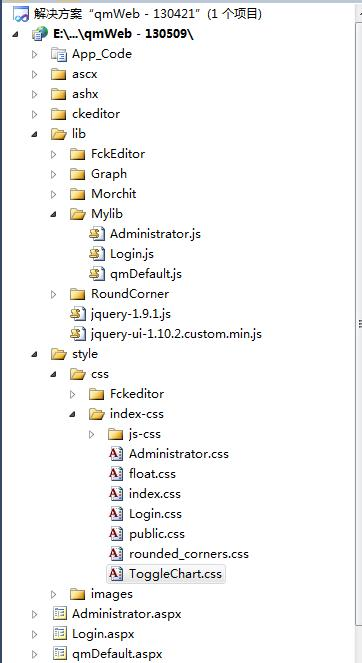 解决方案“qmWeb - 130421”(1 个项目)
E:\...\qmWeb - 130509\
App_Code
ascx
ashx
ckeditor
lib
FckEditor
Graph
Morchit
Mylib
Administrator.js
Login.js
qmDefault.js
RoundCorner
jquery-1.9.1.js
jquery-ui-1.10.2.custom.min.js
style
css
Fckeditor
index-css
js-css
Administrator.css
float.css
index.css
Login.css
public.css
rounded_corners.css
ToggleChart.css
images
Administrator.aspx
Login.aspx
qmDefault.aspx